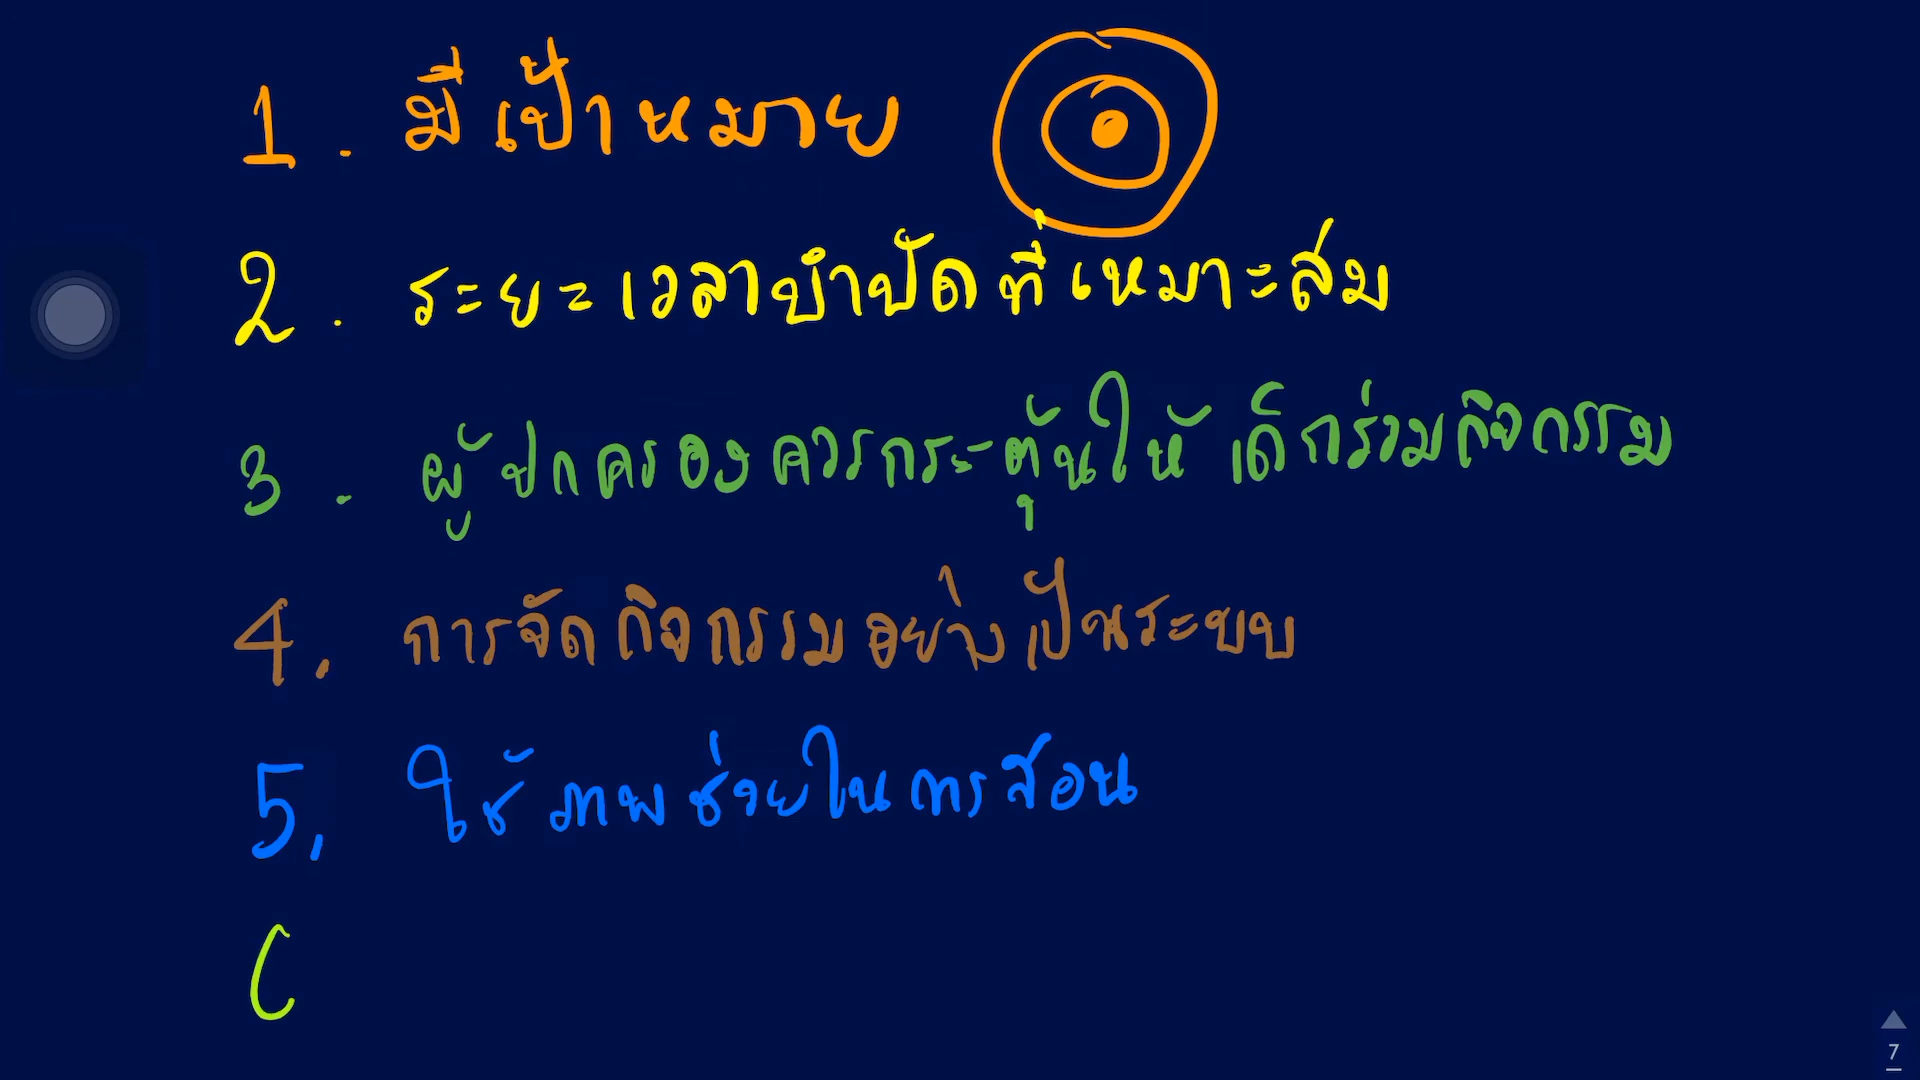 1. มีเป้าหมาย
2. ระยะเวลาบำบัดที่เหมาะสม
3. ผู้ปกครองควรกระตุ้นให้เด็กร่วมกิจกรรม
4. การจัดกิจกรรมอย่างเป็นระบบ
5. ใช้ภาพช่วยในการสอน
7